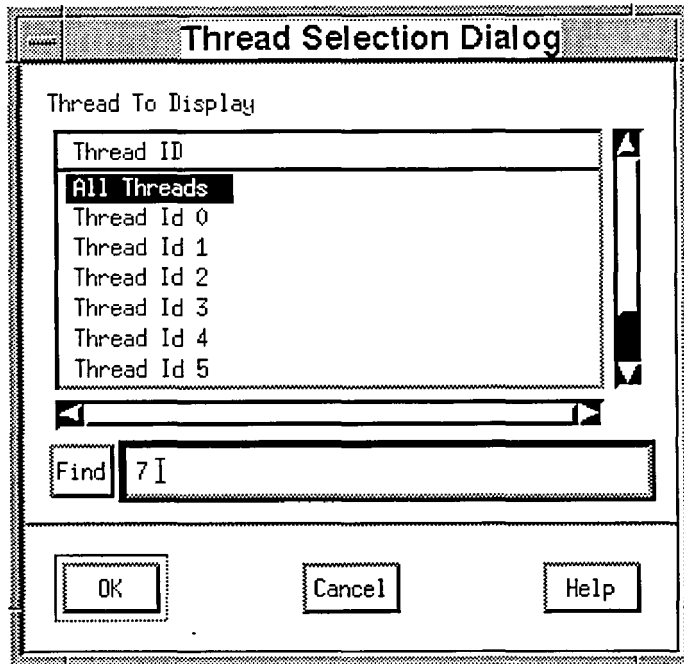 Thread Selection Dialog
Thread To Display
Thread ID
All Threads
Thread Id 0
Thread Id 1
Thread Id 2
Thread Id 3
Thread Id 4
Thread Id 5
Find 7
OK Cancel Help